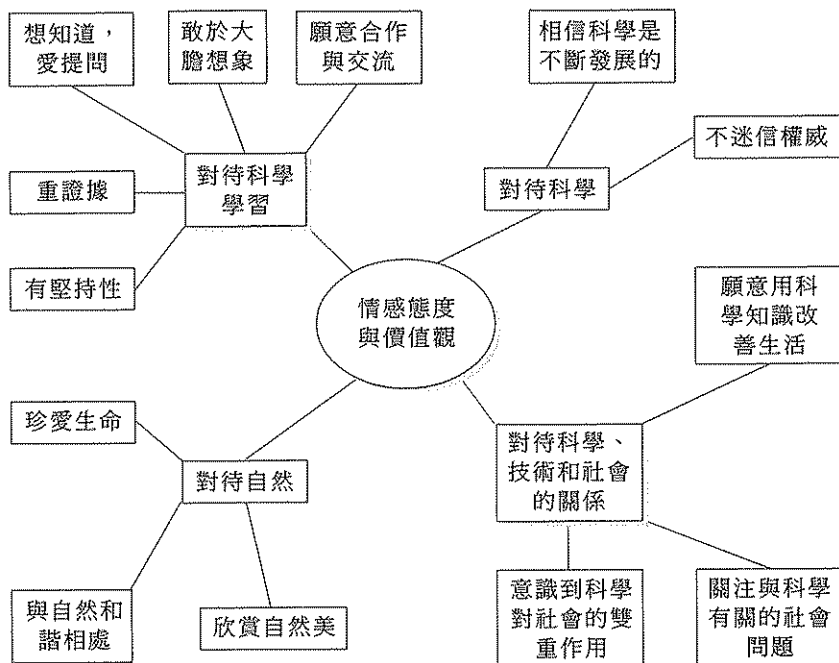 想知道，
愛提問
敢於大
膽想象
願意合作
與交流
重證據
有堅持性
對待科學
學習
相信科學是
不斷發展的
不迷信權威
對待科學
情感態度
與價值觀
願意用科
學知識改
善生活
對待科學、
技術和社會
的關係
意識到科學
對社會的雙
重作用
關注與科學
有關的社會
問題
珍愛生命
對待自然
與自然和
諧相處
欣賞自然美